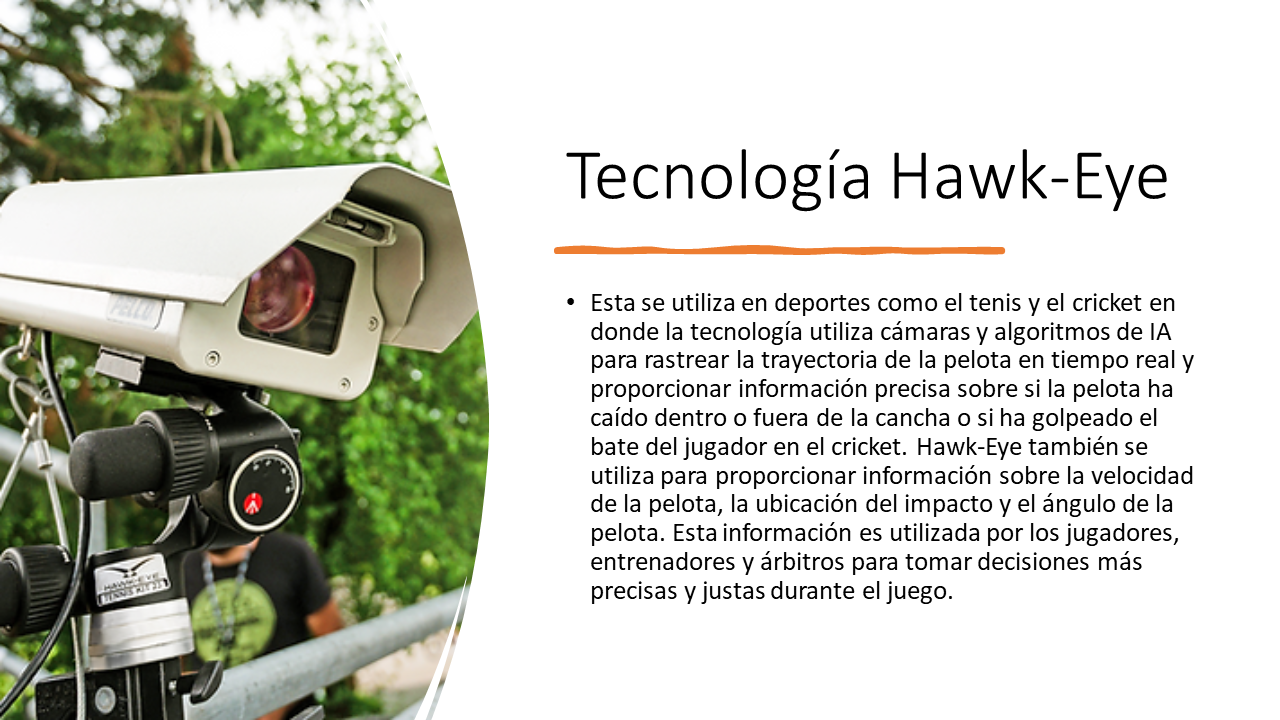 Tecnología Hawk-Eye
• Esta se utiliza en deportes como el tenis y el cricket en
donde la tecnología utiliza cámaras y algoritmos de IA
para rastrear la trayectoria de la pelota en tiempo real y
proporcionar información precisa sobre si la pelota ha
caído dentro o fuera de la cancha o si ha golpeado el
bate del jugador en el cricket. Hawk-Eye también se
utiliza para proporcionar información sobre la velocidad
de la pelota, la ubicación del impacto y el ángulo de la
pelota. Esta información es utilizada por los jugadores,
entrenadores y árbitros para tomar decisiones más
precisas y justas durante el juego.
PELCO
HAWK-EYE
TENNIS KIT 23